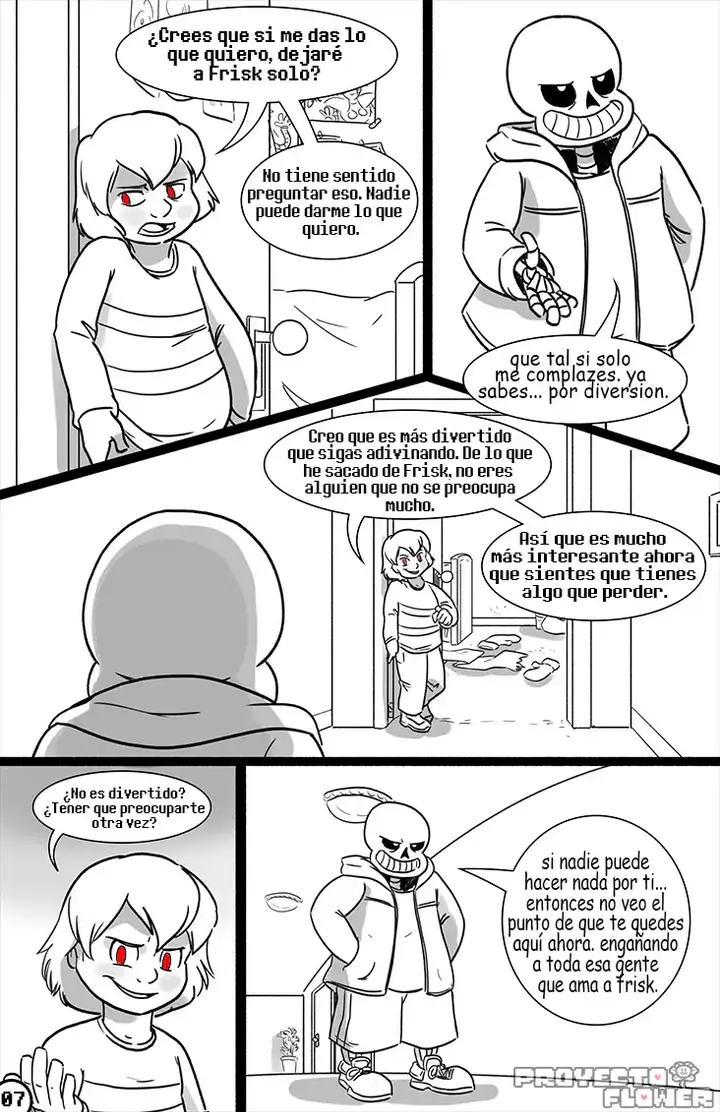 ¿Crees que si me das lo
que quiero, dejaré
a Frisk solo?
No tiene sentido
preguntar eso. Nadie
puede darme lo que
quiero.
que tal si solo
me complazes. ya
sabes... por diversion.
Creo que es más divertido
que sigas adivinando. De lo que
he sacado de Frisk, no eres
alguien que no se preocupa
mucho.
Así que es mucho
más interesante ahora
que sientes que tienes
algo que perder.
¿No es divertido?
¿Tener que preocuparte
otra vez?
si nadie puede
hacer nada por ti...
entonces no veo el
punto de que te quedes
aquí ahora. engañando
a toda esa gente
que ama a frisk.
07
PROYECTO
FLOWER